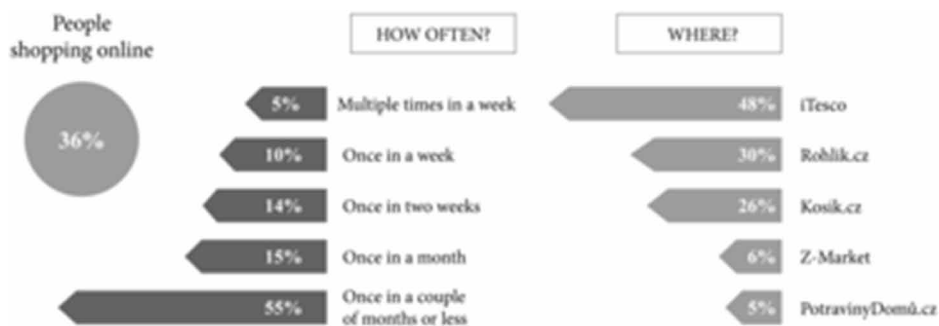 People
shopping online
36%
HOW OFTEN?
5% Multiple times in a week
10% Once in a week
14% Once in two weeks
15% Once in a month
55% Once in a couple
of months or less
WHERE?
48% iTesco
30% Rohlik.cz
26% Kosik.cz
6% Z-Market
5% PotravinyDomů.cz